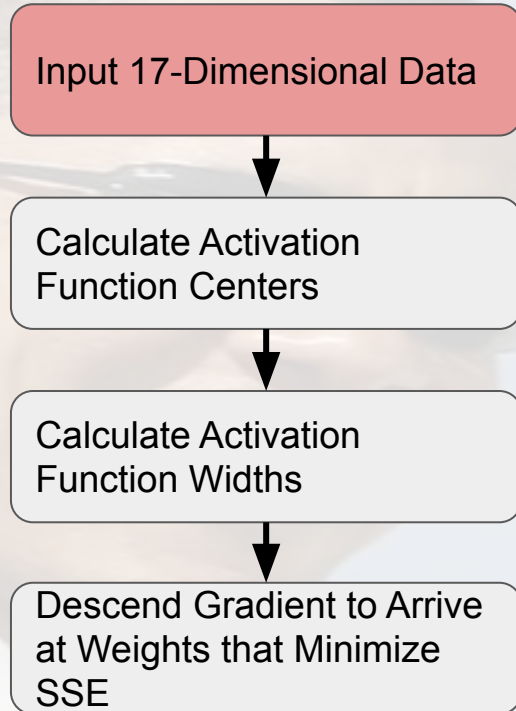 Input 17-Dimensional Data
Calculate Activation
Function Centers
Calculate Activation
Function Widths
Descend Gradient to Arrive
at Weights that Minimize
SSE